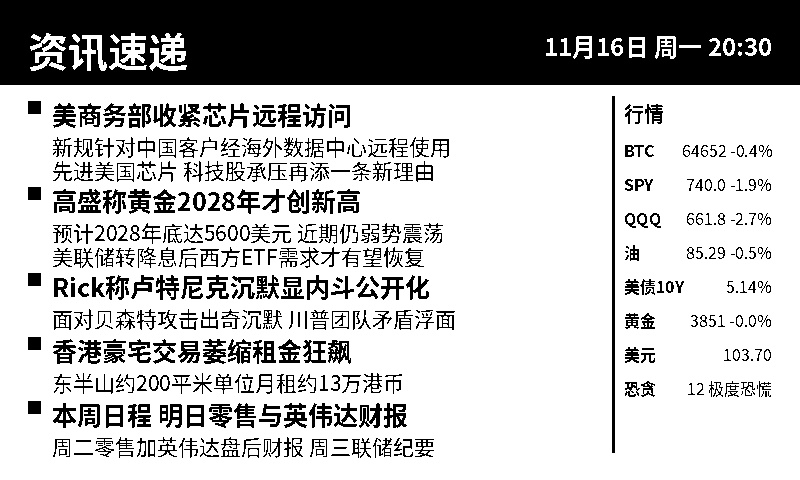 资讯速递
11月16日 周一 20:30
美商务部收紧芯片远程访问
新规针对中国客户经海外数据中心远程使用
先进美国芯片 科技股承压再添一条新理由
高盛称黄金2028年才创新高
预计2028年底达5600美元 近期仍弱势震荡
美联储转降息后西方ETF需求才有望恢复
Rick称卢特尼克沉默显内斗公开化
面对贝森特攻击出奇沉默 川普团队矛盾浮面
香港豪宅交易萎缩租金狂飙
东半山约200平米单位月租约13万港币
本周日程 明日零售与英伟达财报
周二零售加英伟达盘后财报 周三联储纪要
行情
BTC 64652 -0.4%
SPY 740.0 -1.9%
QQQ 661.8 -2.7%
油 85.29 -0.5%
美债10Y 5.14%
黄金 3851 -0.0%
美元 103.70
恐贪 12 极度恐慌